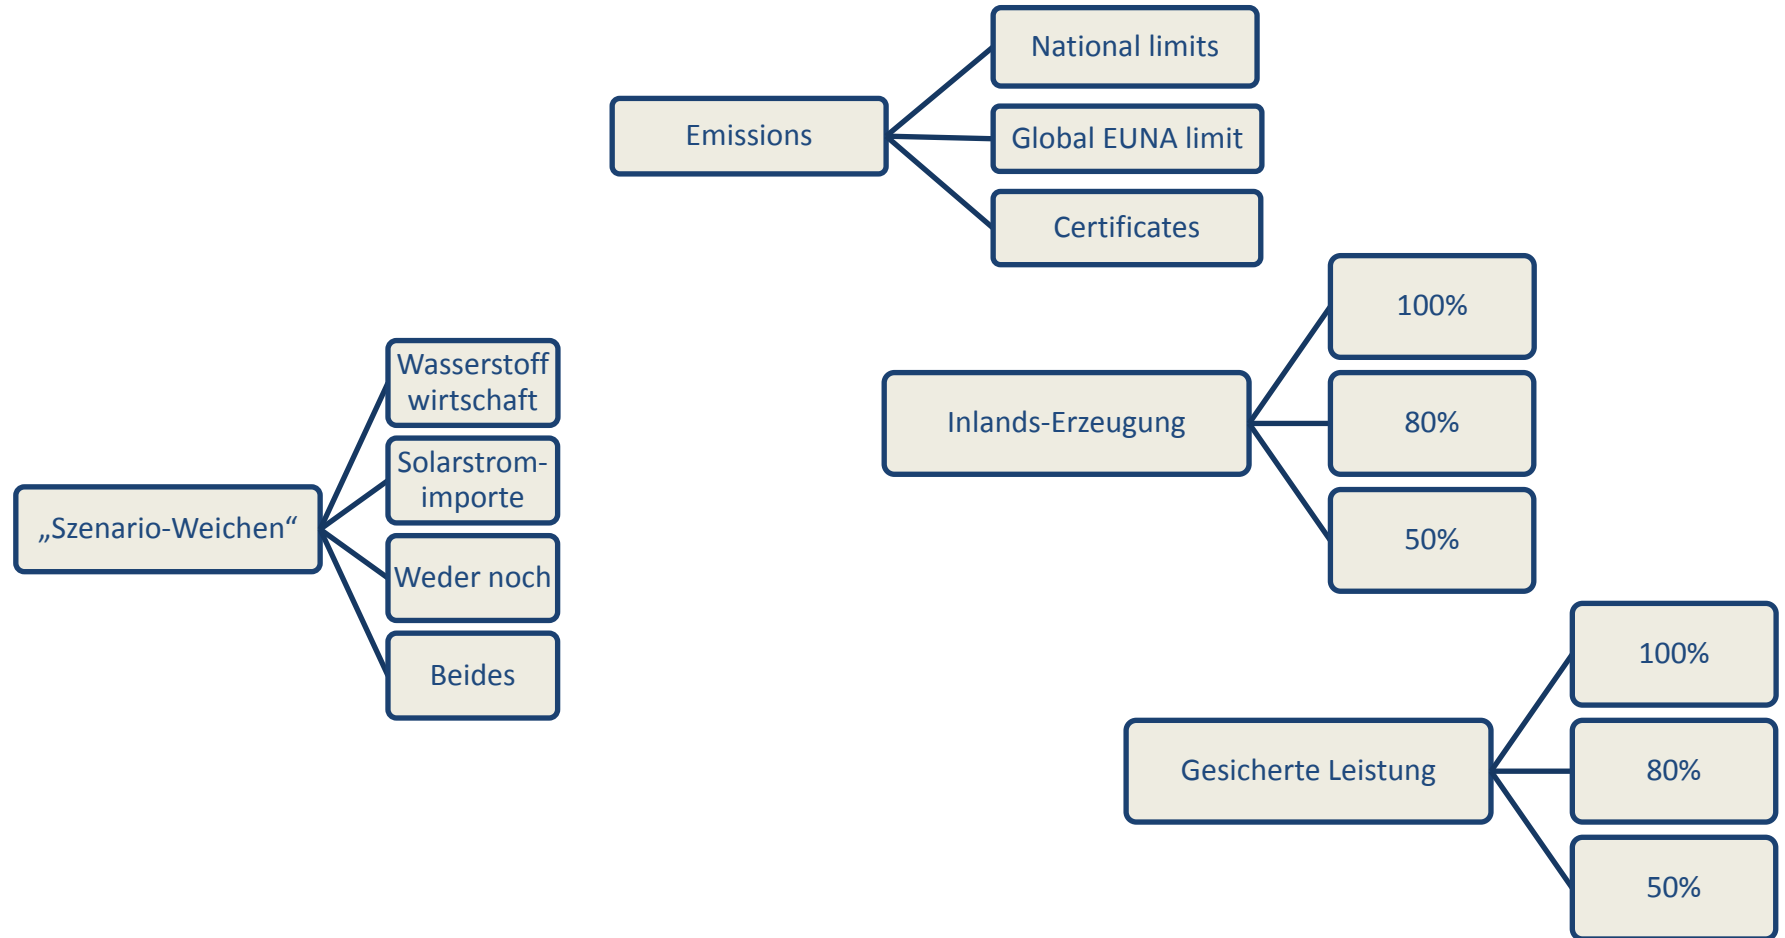 National limits
Emissions
Global EUNA limit
Certificates
„Szenario-Weichen“
Wasserstoff
wirtschaft
Solarstrom-
importe
Weder noch
Beides
Inlands-Erzeugung
100%
80%
50%
Gesicherte Leistung
100%
80%
50%